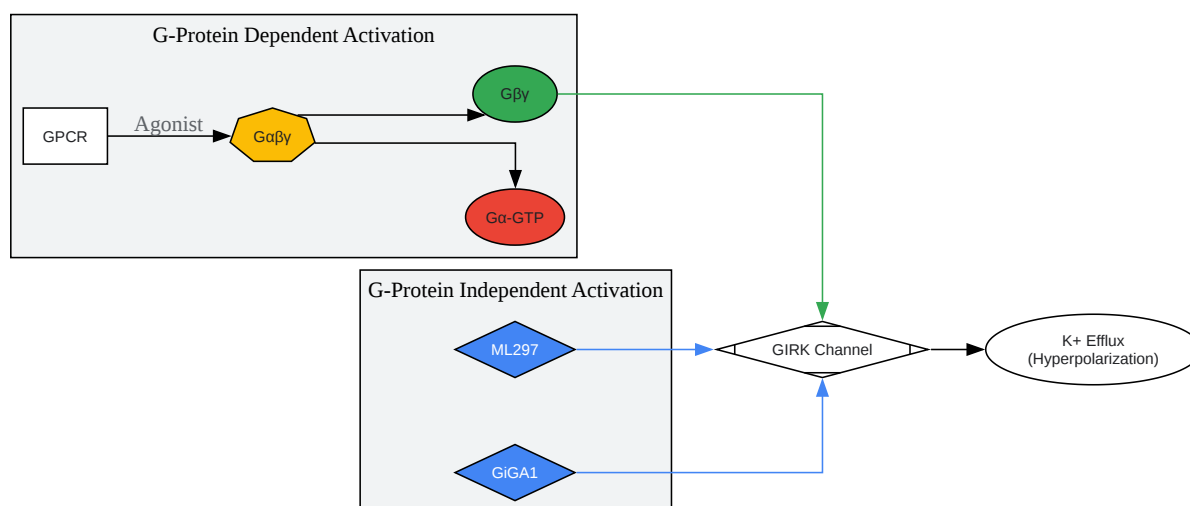 G-Protein Dependent Activation
Gβγ
GPCR
Agonist
Gαβγ
Gα-GTP
G-Protein Independent Activation
ML297
GIRK Channel
K+ Efflux
(Hyperpolarization)
GiGA1